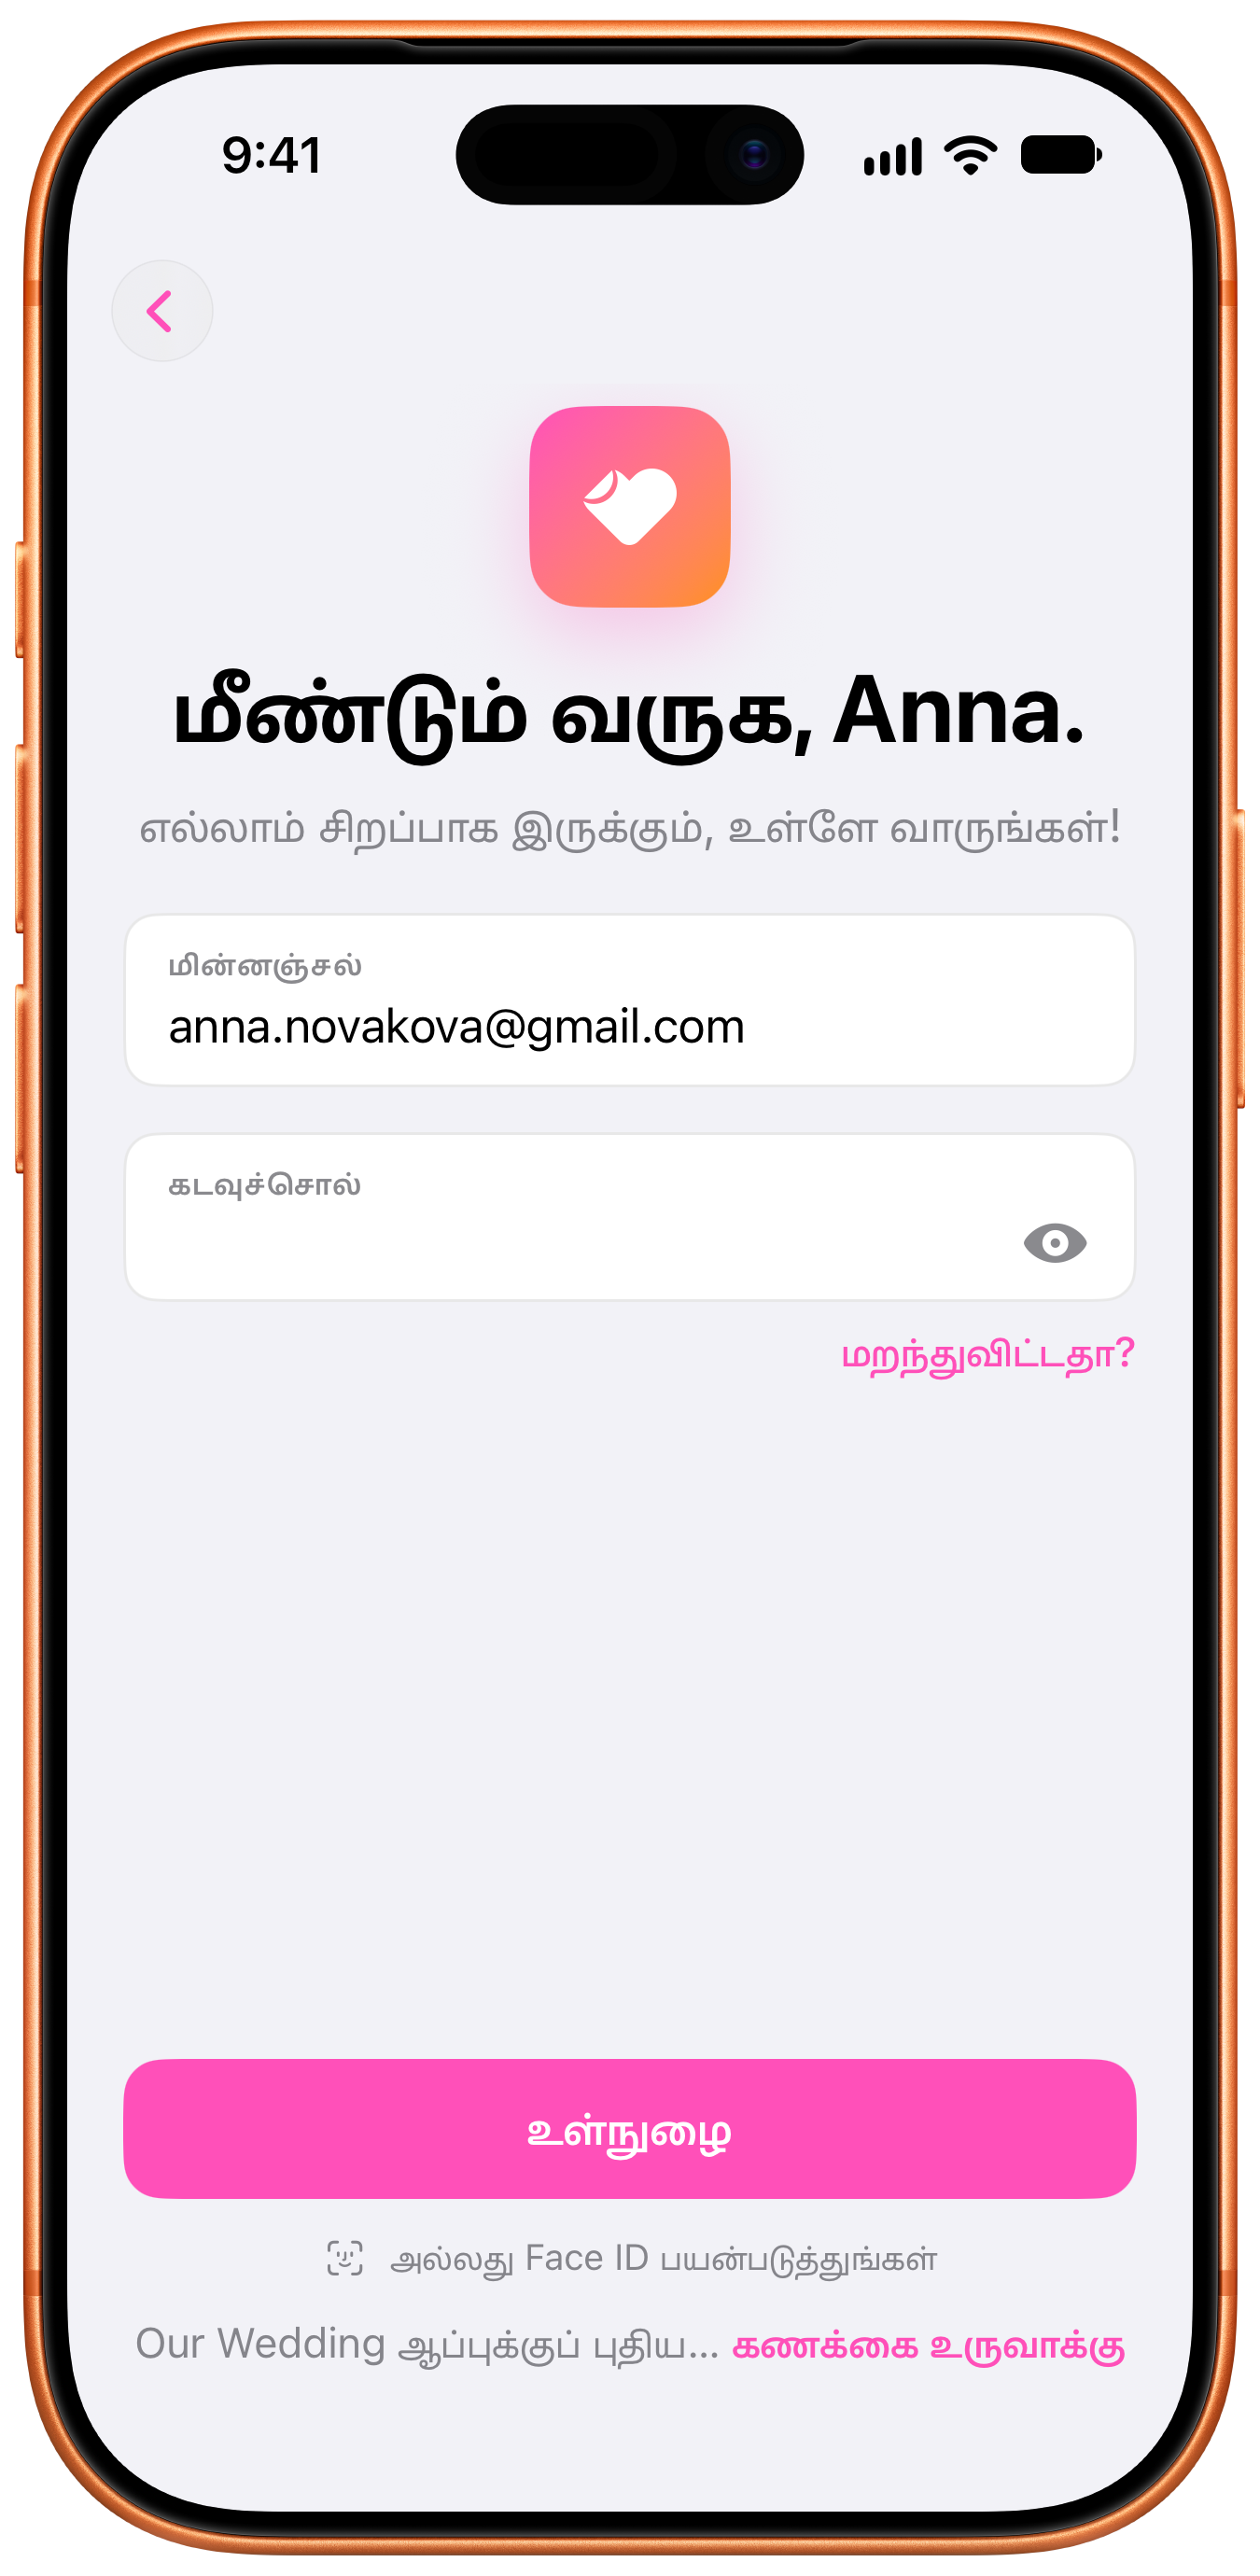 9:41
மீண்டும் வருக, Anna.
எல்லாம் சிறப்பாக இருக்கும், உள்ளே வாருங்கள்!
மின்னஞ்சல்
anna.novakova@gmail.com
கடவுச்சொல்
மறந்துவிட்டதா?
உள்நுழை
அல்லது Face ID பயன்படுத்துங்கள்
Our Wedding ஆப்புக்குப் புதிய... கணக்கை உருவாக்கு